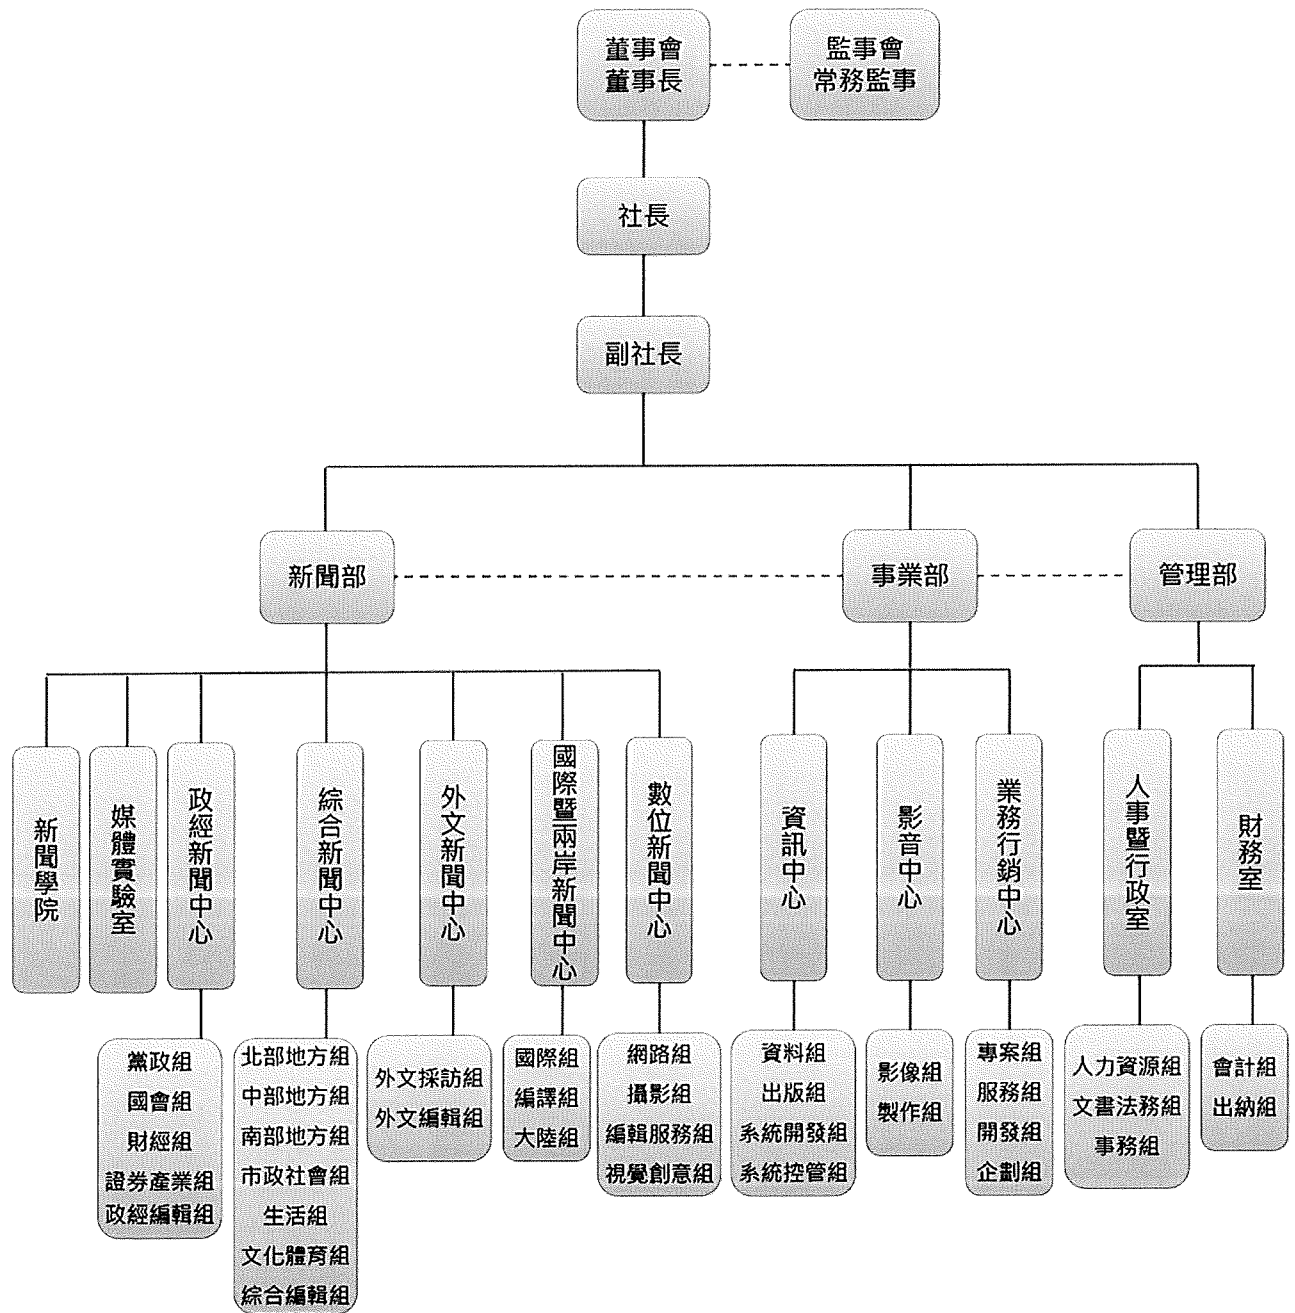 董事會
董事長
監事會
常務監事
社長
副社長
新聞部
事業部
管理部
新聞學院
媒體實驗室
政經新聞中心
綜合新聞中心
外文新聞中心
國際暨兩岸新聞中心
數位新聞中心
資訊中心
影音中心
業務行銷中心
人事暨行政室
財務室
黨政組
國會組
財經組
證券產業組
政經編輯組
北部地方組
中部地方組
南部地方組
市政社會組
生活組
文化體育組
綜合編輯組
外文採訪組
外文編輯組
國際組
編譯組
大陸組
網路組
攝影組
編輯服務組
視覺創意組
資料組
出版組
系統開發組
系統控管組
影像組
製作組
專案組
服務組
開發組
企劃組
人力資源組
文書法務組
事務組
會計組
出納組